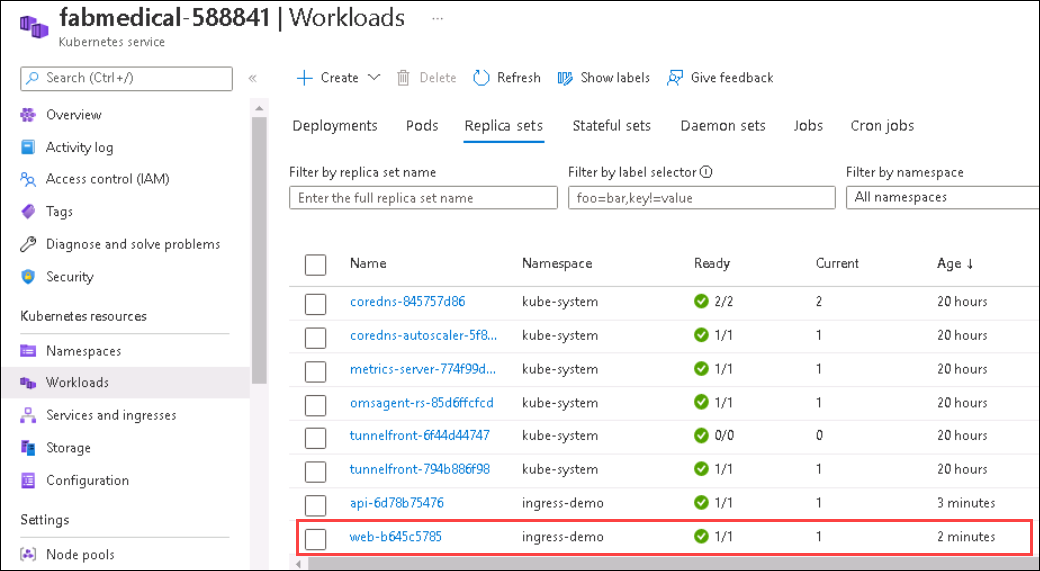 fabmedical-588841 | Workloads ...
Kubernetes service
Search (Ctrl+/)
«
Create
Delete
Refresh
Show labels
Give feedback
Overview
Activity log
Access control (IAM)
Tags
Diagnose and solve problems
Security
Kubernetes resources
Namespaces
Workloads
Services and ingresses
Storage
Configuration
Settings
Node pools
Deployments Pods Replica sets Stateful sets Daemon sets Jobs Cron jobs
Filter by replica set name Filter by label selector Filter by namespace
Enter the full replica set name foo=bar,key!=value All namespaces
Name Namespace Ready Current Age ↓
coredns-845757d86 kube-system 2/2 2 20 hours
coredns-autoscaler-5f8... kube-system 1/1 1 20 hours
metrics-server-774f99d... kube-system 1/1 1 20 hours
omsagent-rs-85d6ffcfcd kube-system 1/1 1 20 hours
tunnelfront-6f44d44747 kube-system 0/0 0 20 hours
tunnelfront-794b886f98 kube-system 1/1 1 20 hours
api-6d78b75476 ingress-demo 1/1 1 3 minutes
web-b645c5785 ingress-demo 1/1 1 2 minutes